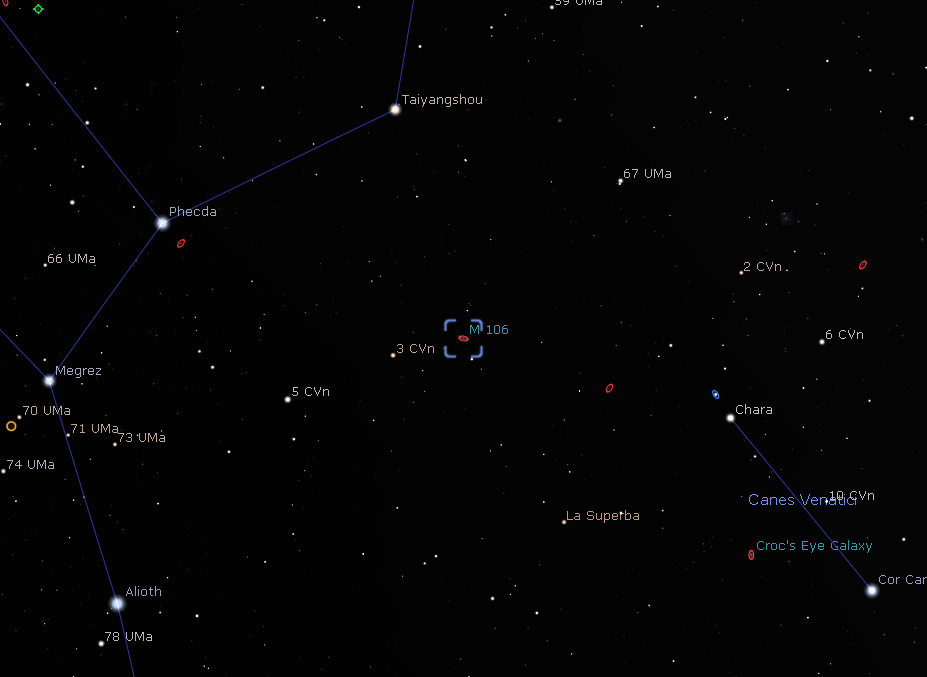 59 UMa
Taiyangshou
67 UMa
Phecda
66 UMa
2 CVn
M 106
6 CVn
3 CVn
Megrez
5 CVn
70 UMa
Chara
71 UMa
73 UMa
74 UMa
10 CVn
Canes Venatici
La Superba
Croc's Eye Galaxy
Cor Car
Alioth
78 UMa